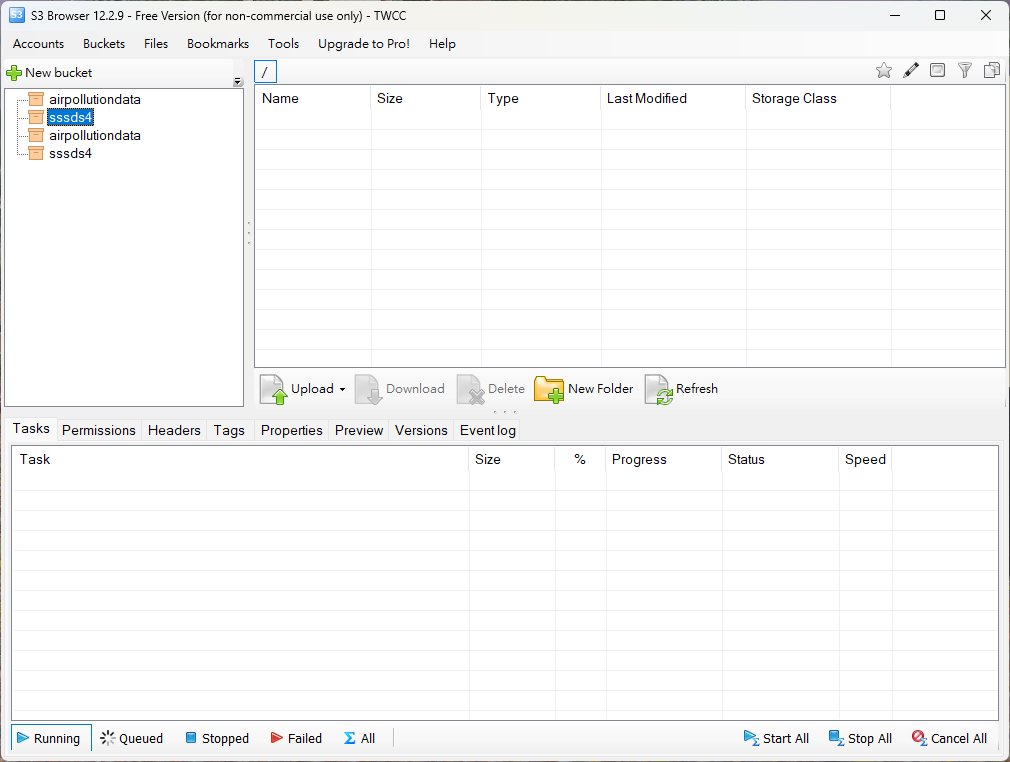 S3 Browser 12.2.9 - Free Version (for non-commercial use only) - TWCC
Accounts Buckets Files Bookmarks Tools Upgrade to Pro! Help
New bucket
airpollutiondata
sssds4
airpollutiondata
sssds4
/
Name Size Type Last Modified Storage Class
Upload Download Delete New Folder Refresh
Tasks Permissions Headers Tags Properties Preview Versions Event log
Task Size % Progress Status Speed
Running Queued Stopped Failed All Start All Stop All Cancel All